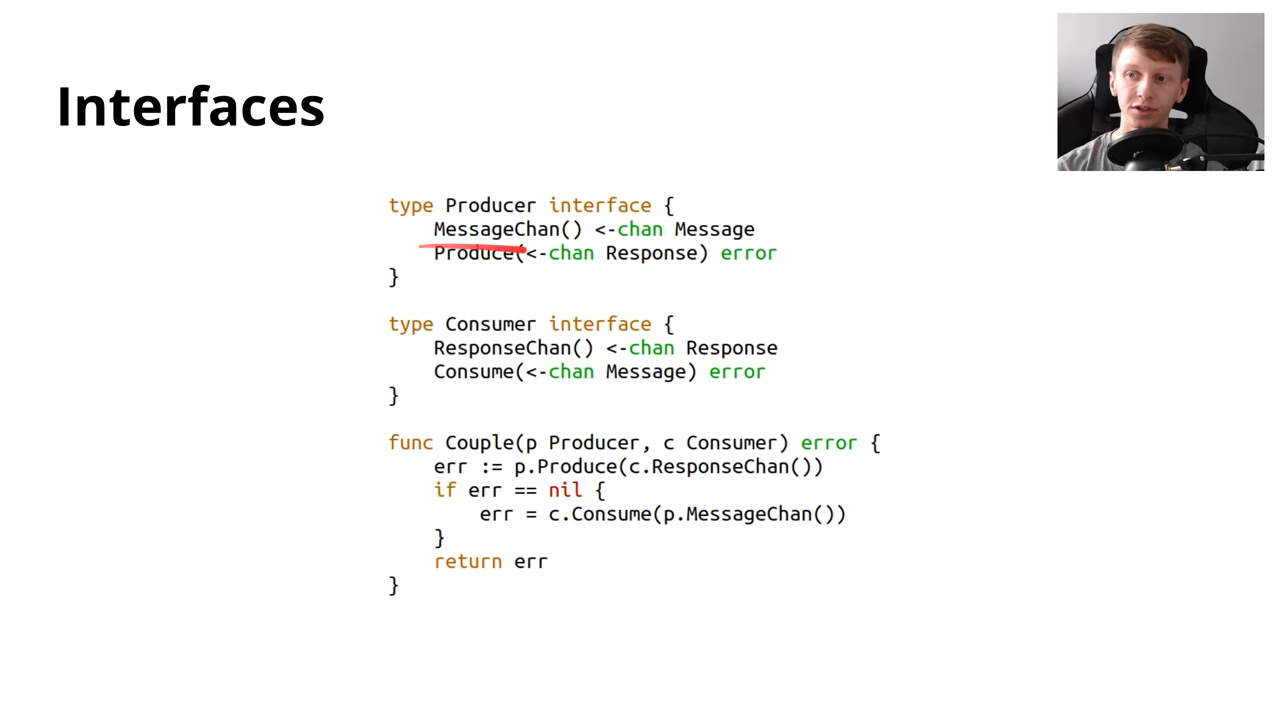 Interfaces
type Producer interface {
    MessageChan() <-chan Message
    Produce(<-chan Response) error
}
type Consumer interface {
    ResponseChan() <-chan Response
    Consume(<-chan Message) error
}
func Couple(p Producer, c Consumer) error {
    err := p.Produce(c.ResponseChan())
    if err == nil {
        err = c.Consume(p.MessageChan())
    }
    return err
}